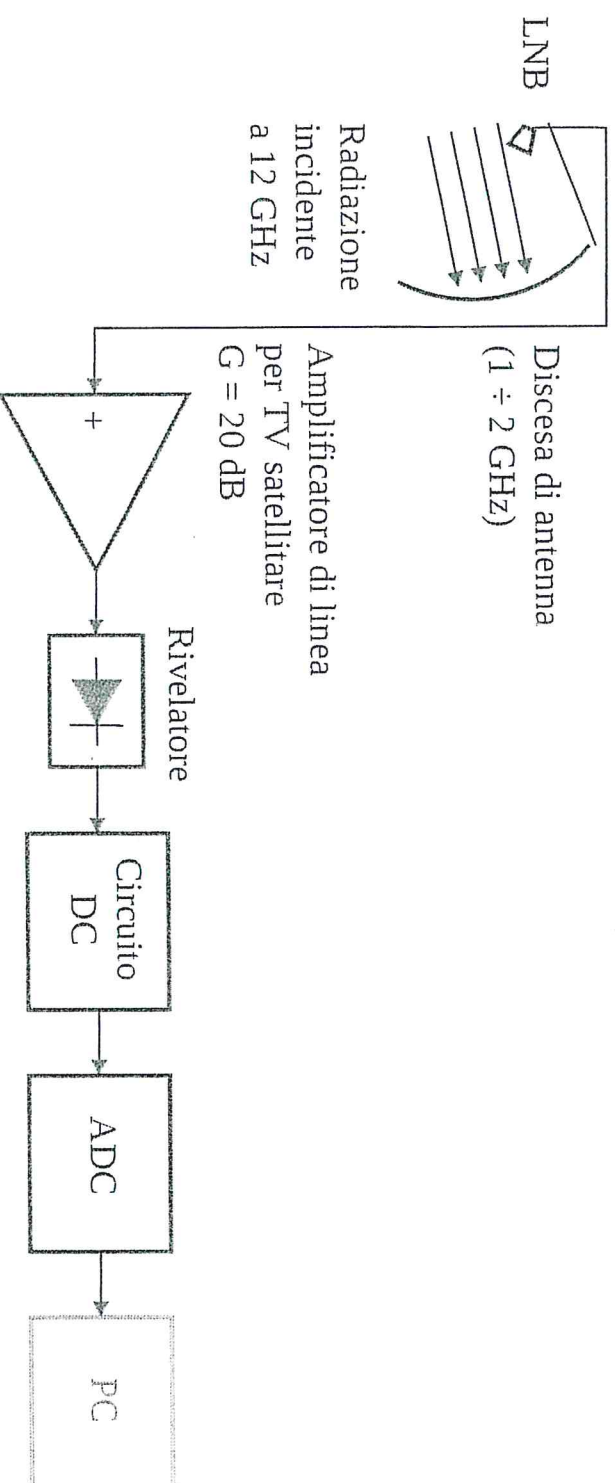 LNB
Radiazione
incidente
a 12 GHz
Discesa di antenna
(1 ÷ 2 GHz)
Amplificatore di linea
per TV satellitare
G = 20 dB
+
Rivelatore
Circuito
DC
ADC
PC